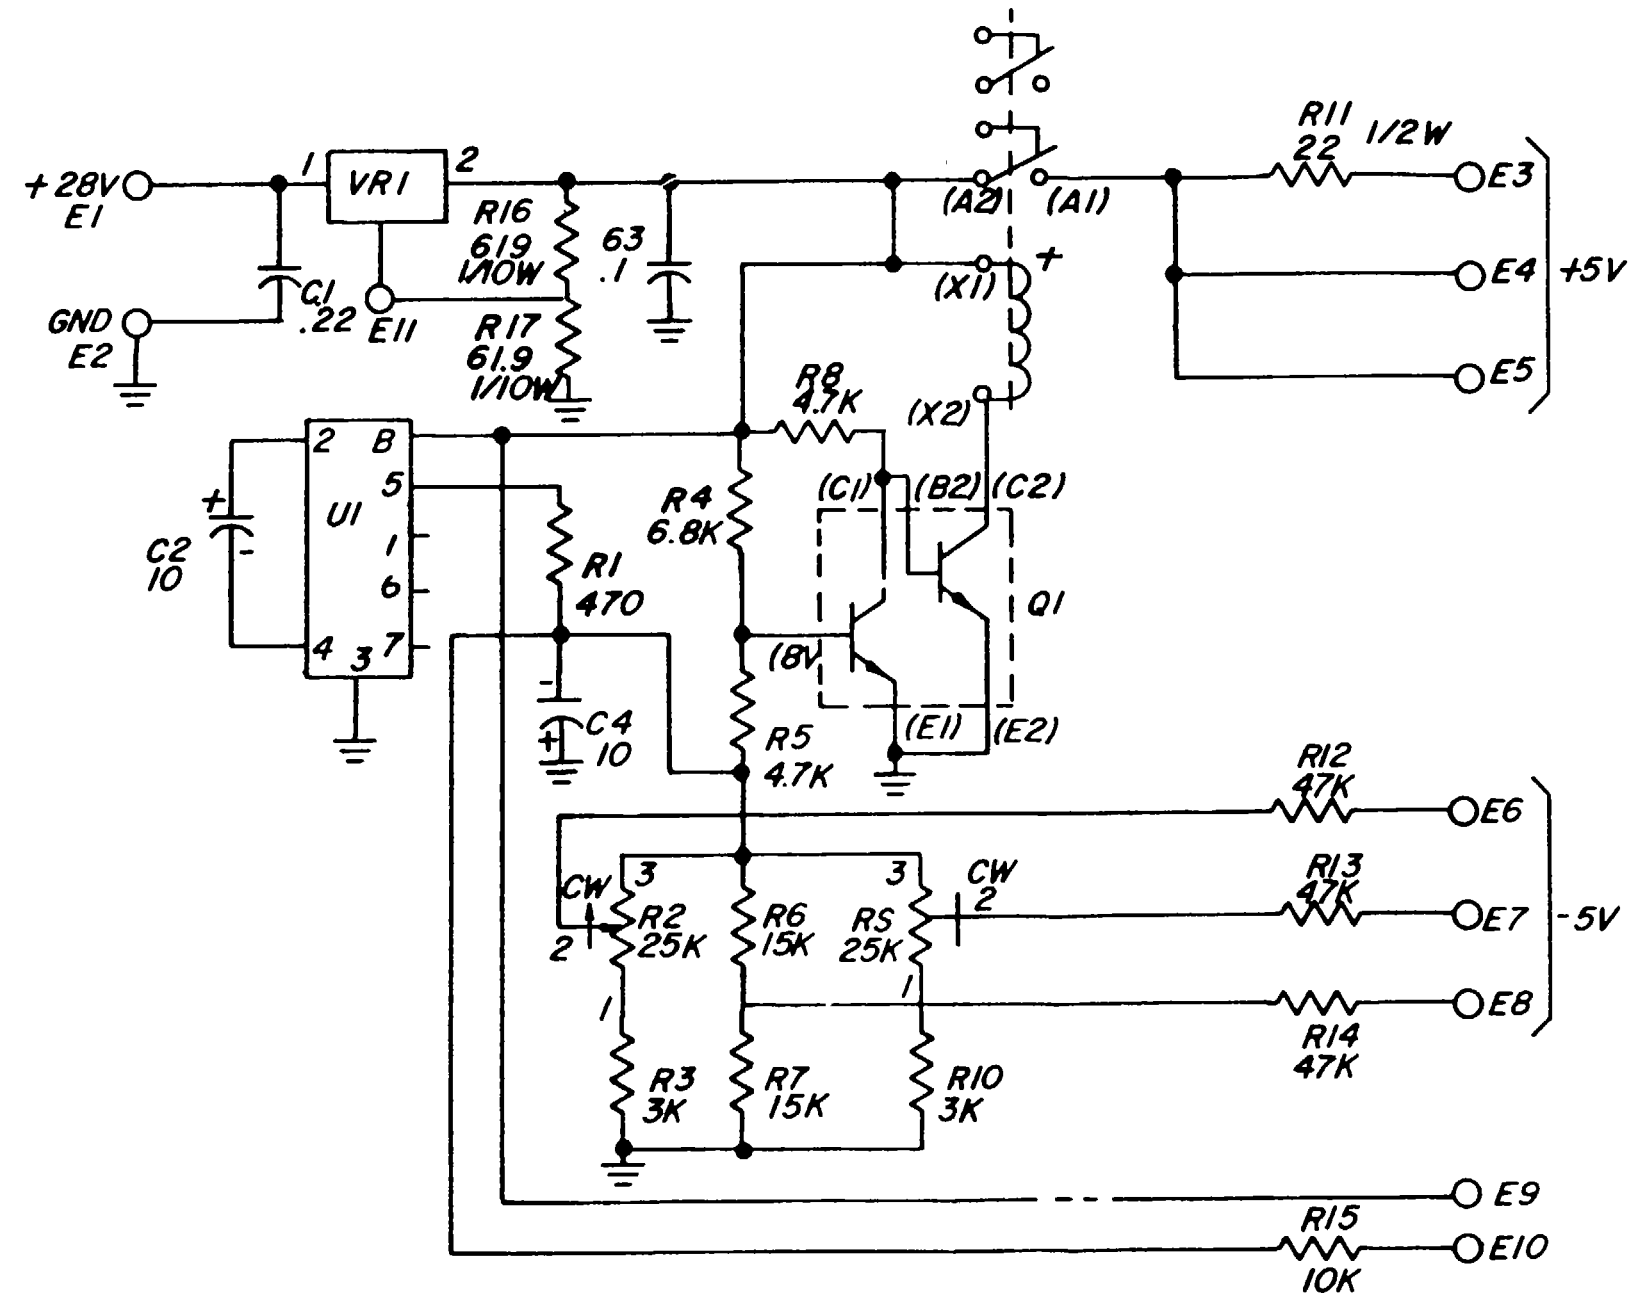 R11 1/2W
22
+28V
E1
1
VR1
2
(A2)
(A1)
E3
R16
619
1/10W
63
.1
+
(X1)
E4
+5V
C.1
.22
E11
GND
E2
R17
61.9
1/10W
R8
4.7K
(X2)
E5
2
8
5
U1
1
6
4
3
7
+
-
C2
10
R4
6.8K
(C1)
(B2)
(C2)
R1
470
Q1
(8V
-
C4
+
10
R5
4.7K
(E1)
(E2)
R12
47K
E6
CW
3
3
CW
2
R13
47K
E7
-5V
2
R2
25K
R6
15K
RS
25K
1
1
E8
R14
47K
R3
3K
R7
15K
R10
3K
E9
R15
10K
E10